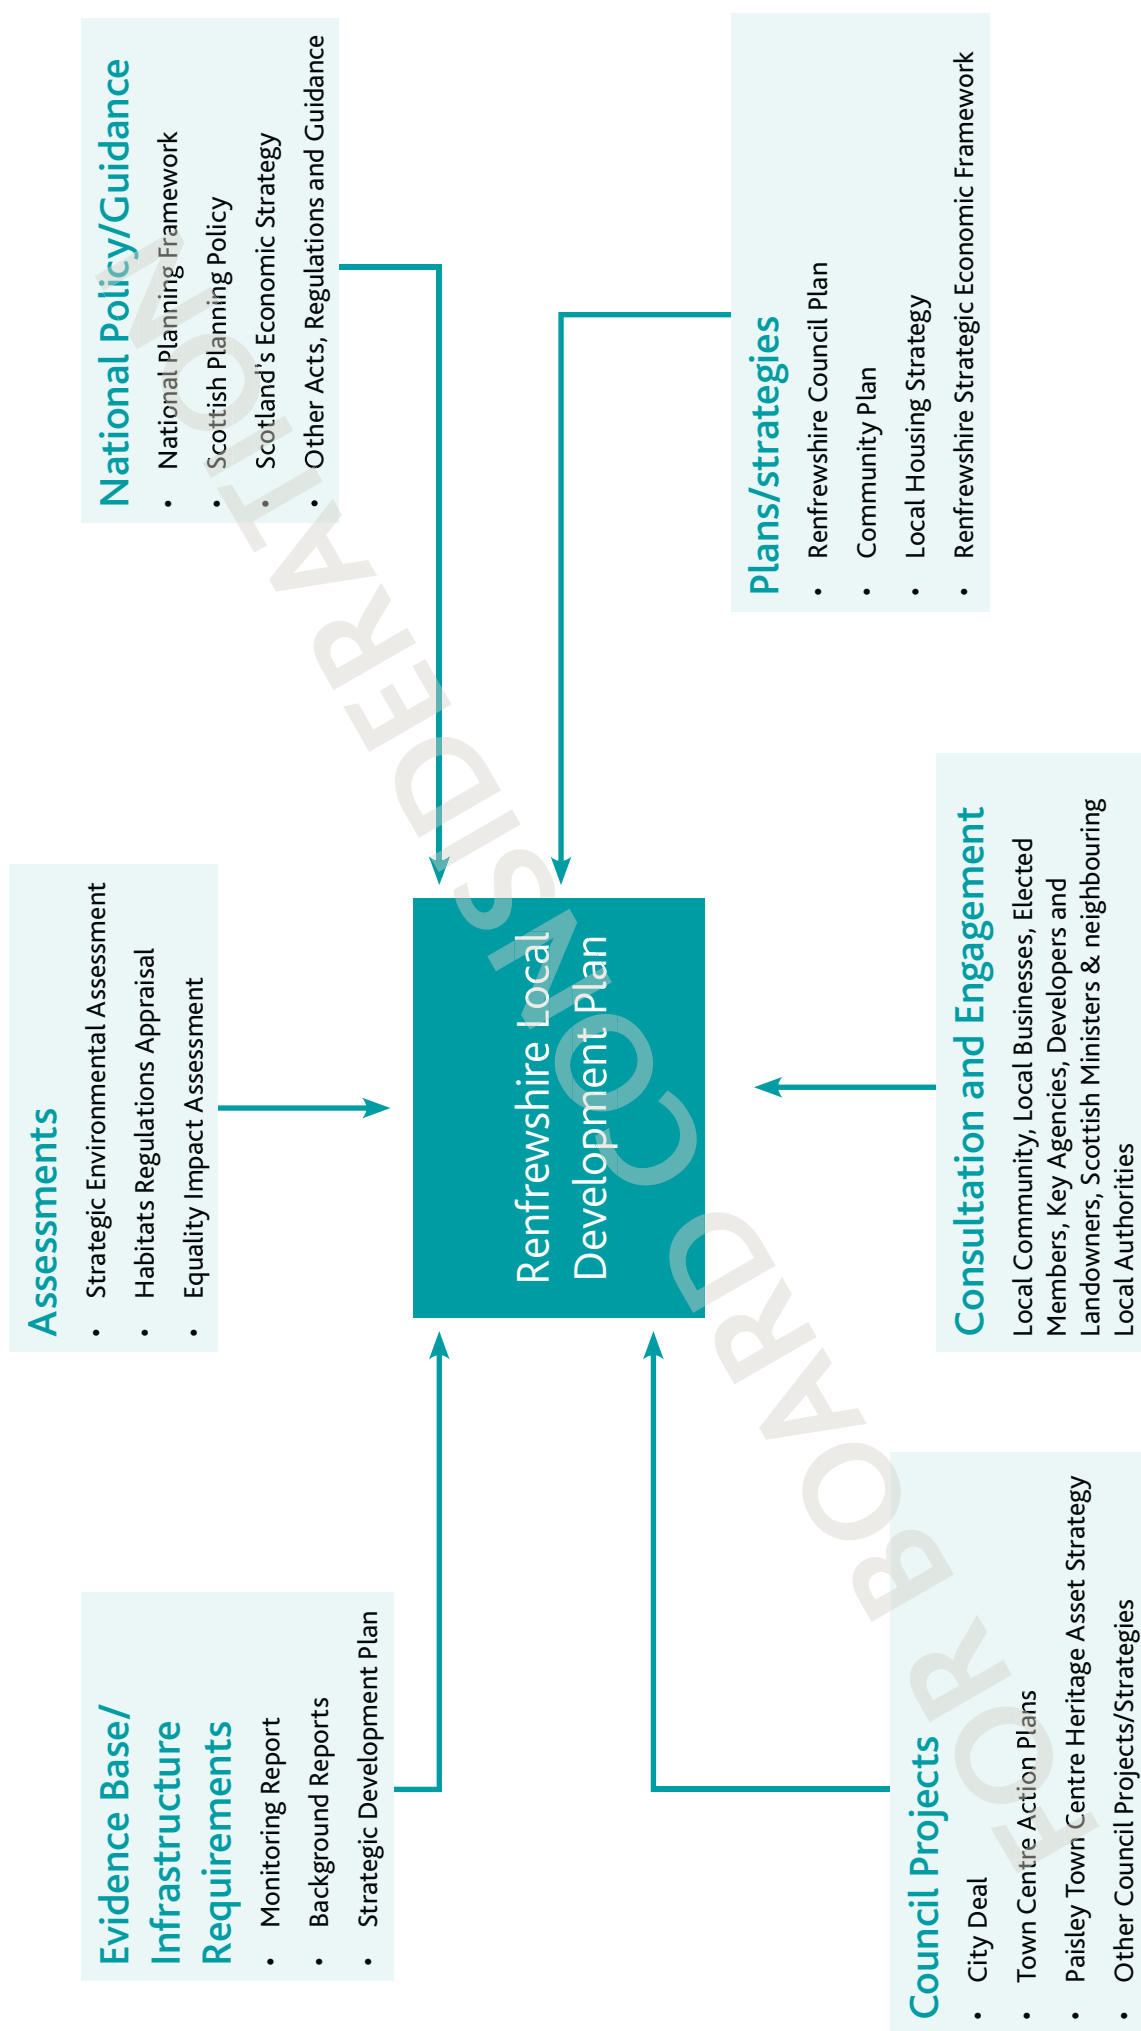 Evidence Base/
Infrastructure
Requirements
• Monitoring Report
• Background Reports
• Strategic Development Plan
Assessments
• Strategic Environmental Assessment
• Habitats Regulations Appraisal
• Equality Impact Assessment
National Policy/Guidance
• National Planning Framework
• Scottish Planning Policy
• Scotland's Economic Strategy
• Other Acts, Regulations and Guidance
Renfrewshire Local
Development Plan
Council Projects
• City Deal
• Town Centre Action Plans
• Paisley Town Centre Heritage Asset Strategy
• Other Council Projects/Strategies
Consultation and Engagement
Local Community, Local Businesses, Elected
Members, Key Agencies, Developers and
Landowners, Scottish Ministers & neighbouring
Local Authorities
Plans/strategies
• Renfrewshire Council Plan
• Community Plan
• Local Housing Strategy
• Renfrewshire Strategic Economic Framework
FOR BOARD CONSIDERATION